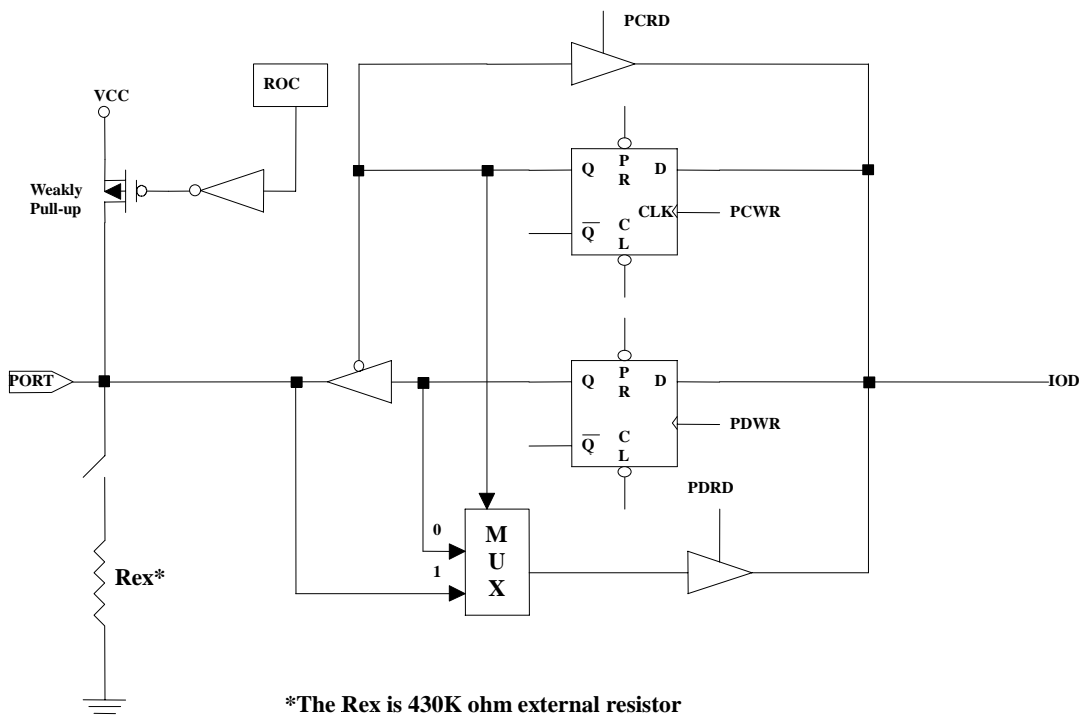 PCRD
ROC
VCC
Weakly
Pull-up
Q
P
R
D
CLK
PCWR
Q
C
L
PORT
Q
P
R
D
IOD
PDWR
Q
C
L
PDRD
0
1
M
U
X
Rex*
*The Rex is 430K ohm external resistor